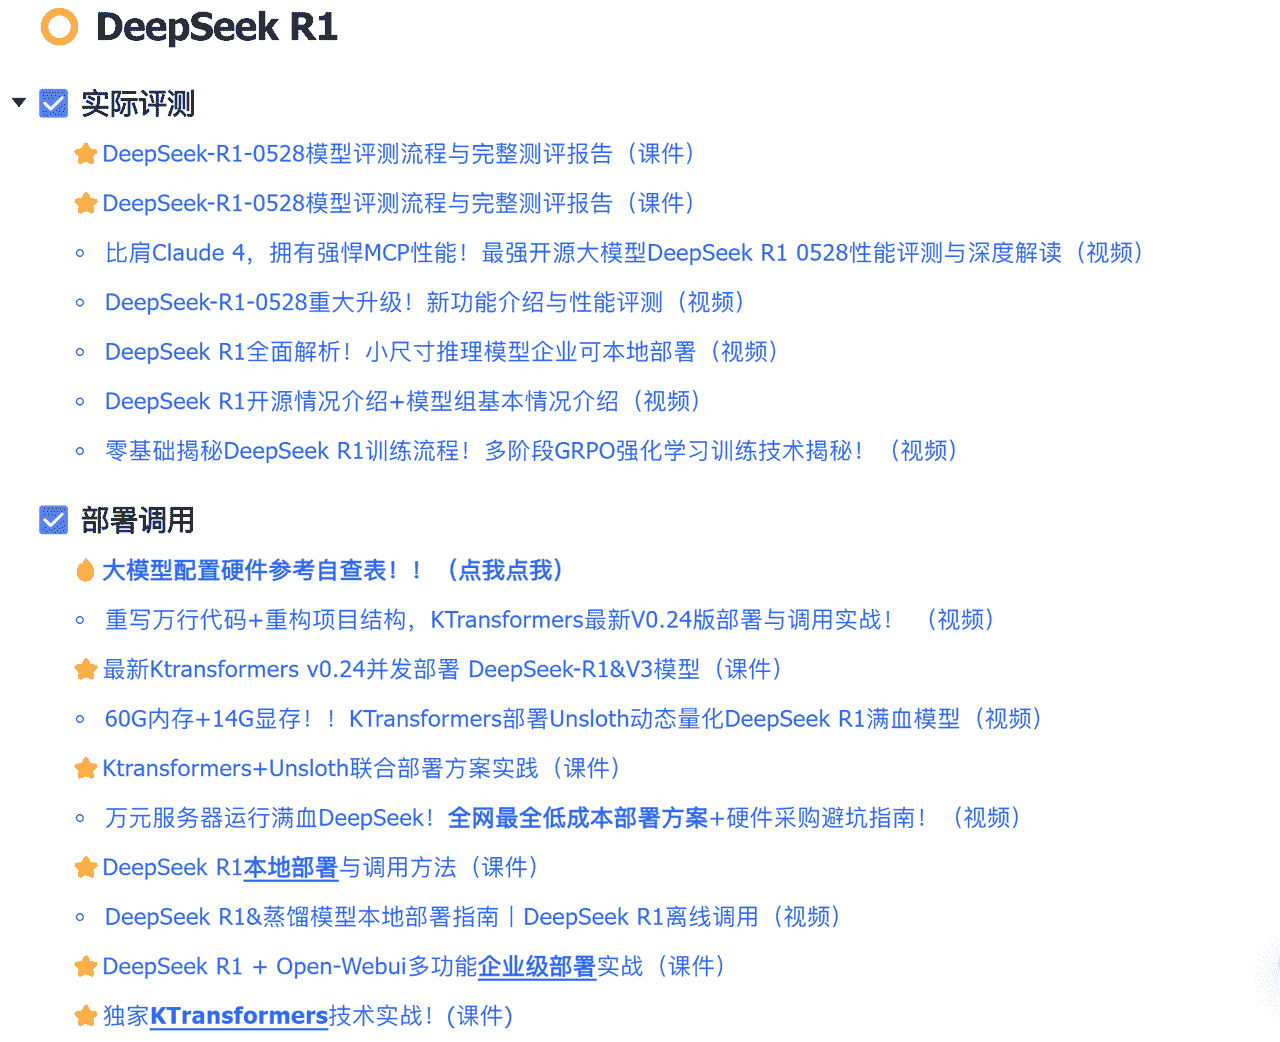 DeepSeek R1
实际评测
DeepSeek-R1-0528模型评测流程与完整测评报告（课件）
DeepSeek-R1-0528模型评测流程与完整测评报告（课件）
比肩Claude 4，拥有强悍MCP性能！最强开源大模型DeepSeek R1 0528性能评测与深度解读（视频）
DeepSeek-R1-0528重大升级！新功能介绍与性能评测（视频）
DeepSeek R1全面解析！小尺寸推理模型企业可本地部署（视频）
DeepSeek R1开源情况介绍+模型组基本情况介绍（视频）
零基础揭秘DeepSeek R1训练流程！多阶段GRPO强化学习训练技术揭秘！（视频）
部署调用
大模型配置硬件参考自查表！！（点我点我）
重写万行代码+重构项目结构，KTransformers最新V0.24版部署与调用实战！（视频）
最新Ktransformers v0.24并发部署 DeepSeek-R1&V3模型（课件）
60G内存+14G显存！！KTransformers部署Unsloth动态量化DeepSeek R1满血模型（视频）
Ktransformers+Unsloth联合部署方案实践（课件）
万元服务器运行满血DeepSeek！全网最全低成本部署方案+硬件采购避坑指南！（视频）
DeepSeek R1本地部署与调用方法（课件）
DeepSeek R1&蒸馏模型本地部署指南｜DeepSeek R1离线调用（视频）
DeepSeek R1 + Open-Webui多功能企业级部署实战（课件）
独家KTransformers技术实战！(课件)